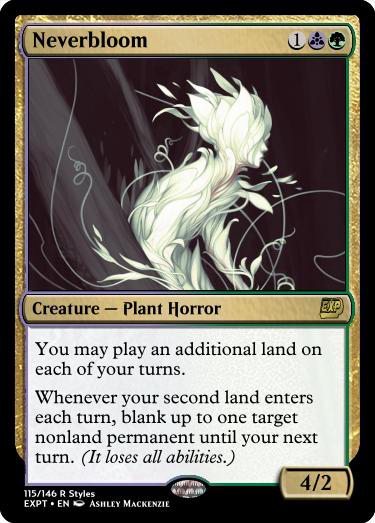 Neverbloom 1
Creature — Plant Horror EXP
You may play an additional land on
each of your turns.
Whenever your second land enters
each turn, blank up to one target
nonland permanent until your next
turn. (It loses all abilities.)
4/2
115/146 R Styles
EXPT • EN Ashley Mackenzie